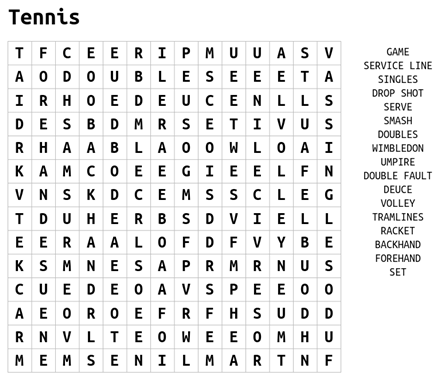 Tennis
T F C E E R I P M U U A S V
A O D O U B L E S E E E T A
I R H O E D E U C E N L L S
D E S B D M R S E T I V U S
R H A A B L A O O W L O A I
K A M C O E E G I E E L F N
V N S K D C E M S S C L E G
T D U H E R B S D V I E L L
E E R A A L O F D F V Y B E
K S M N E S A P R M R N U S
C U E D E O A V S P E E O O
A E O R O E F R F H S U D D
R N V L T E O W E E O M H U
M E M S E N I L M A R T N F
GAME
SERVICE LINE
SINGLES
DROP SHOT
SERVE
SMASH
DOUBLES
WIMBLEDON
UMPIRE
DOUBLE FAULT
DEUCE
VOLLEY
TRAMLINES
RACKET
BACKHAND
FOREHAND
SET